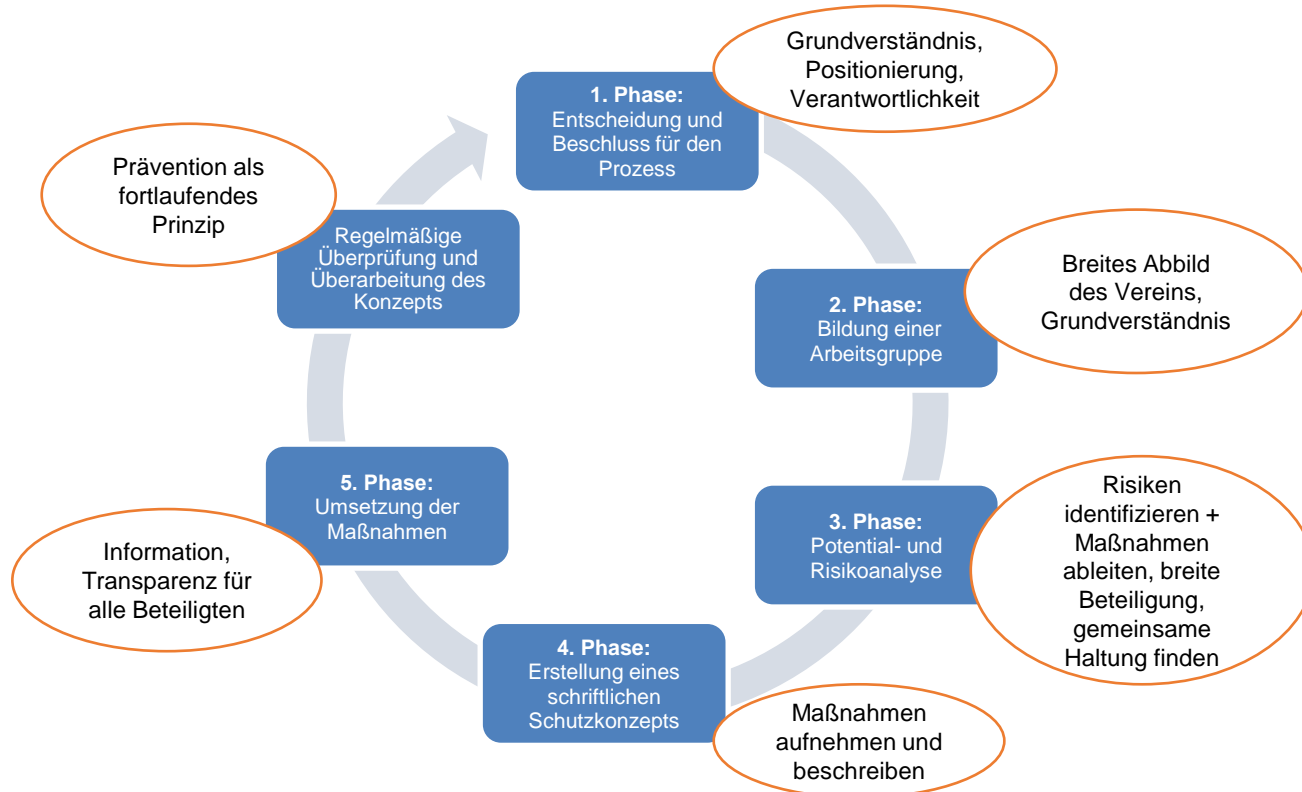 1. Phase:
Entscheidung und
Beschluss für den
Prozess
Grundverständnis,
Positionierung,
Verantwortlichkeit
2. Phase:
Bildung einer
Arbeitsgruppe
Breites Abbild
des Vereins,
Grundverständnis
3. Phase:
Potential- und
Risikoanalyse
Risiken
identifizieren +
Maßnahmen
ableiten, breite
Beteiligung,
gemeinsame
Haltung finden
4. Phase:
Erstellung eines
schriftlichen
Schutzkonzepts
Maßnahmen
aufnehmen und
beschreiben
5. Phase:
Umsetzung der
Maßnahmen
Information,
Transparenz für
alle Beteiligten
Regelmäßige
Überprüfung und
Überarbeitung des
Konzepts
Prävention als
fortlaufendes
Prinzip